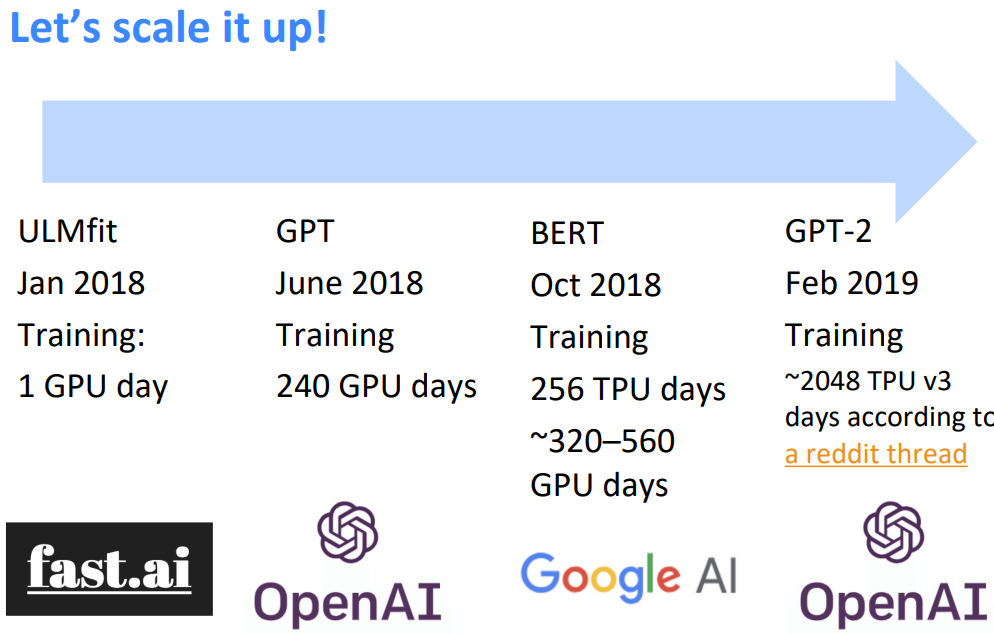 Let's scale it up!
ULMfit
Jan 2018
Training:
1 GPU day
fast.ai
GPT
June 2018
Training
240 GPU days
OpenAI
BERT
Oct 2018
Training
256 TPU days
~320–560
GPU days
Google AI
GPT-2
Feb 2019
Training
~2048 TPU v3
days according to
a reddit thread
OpenAI